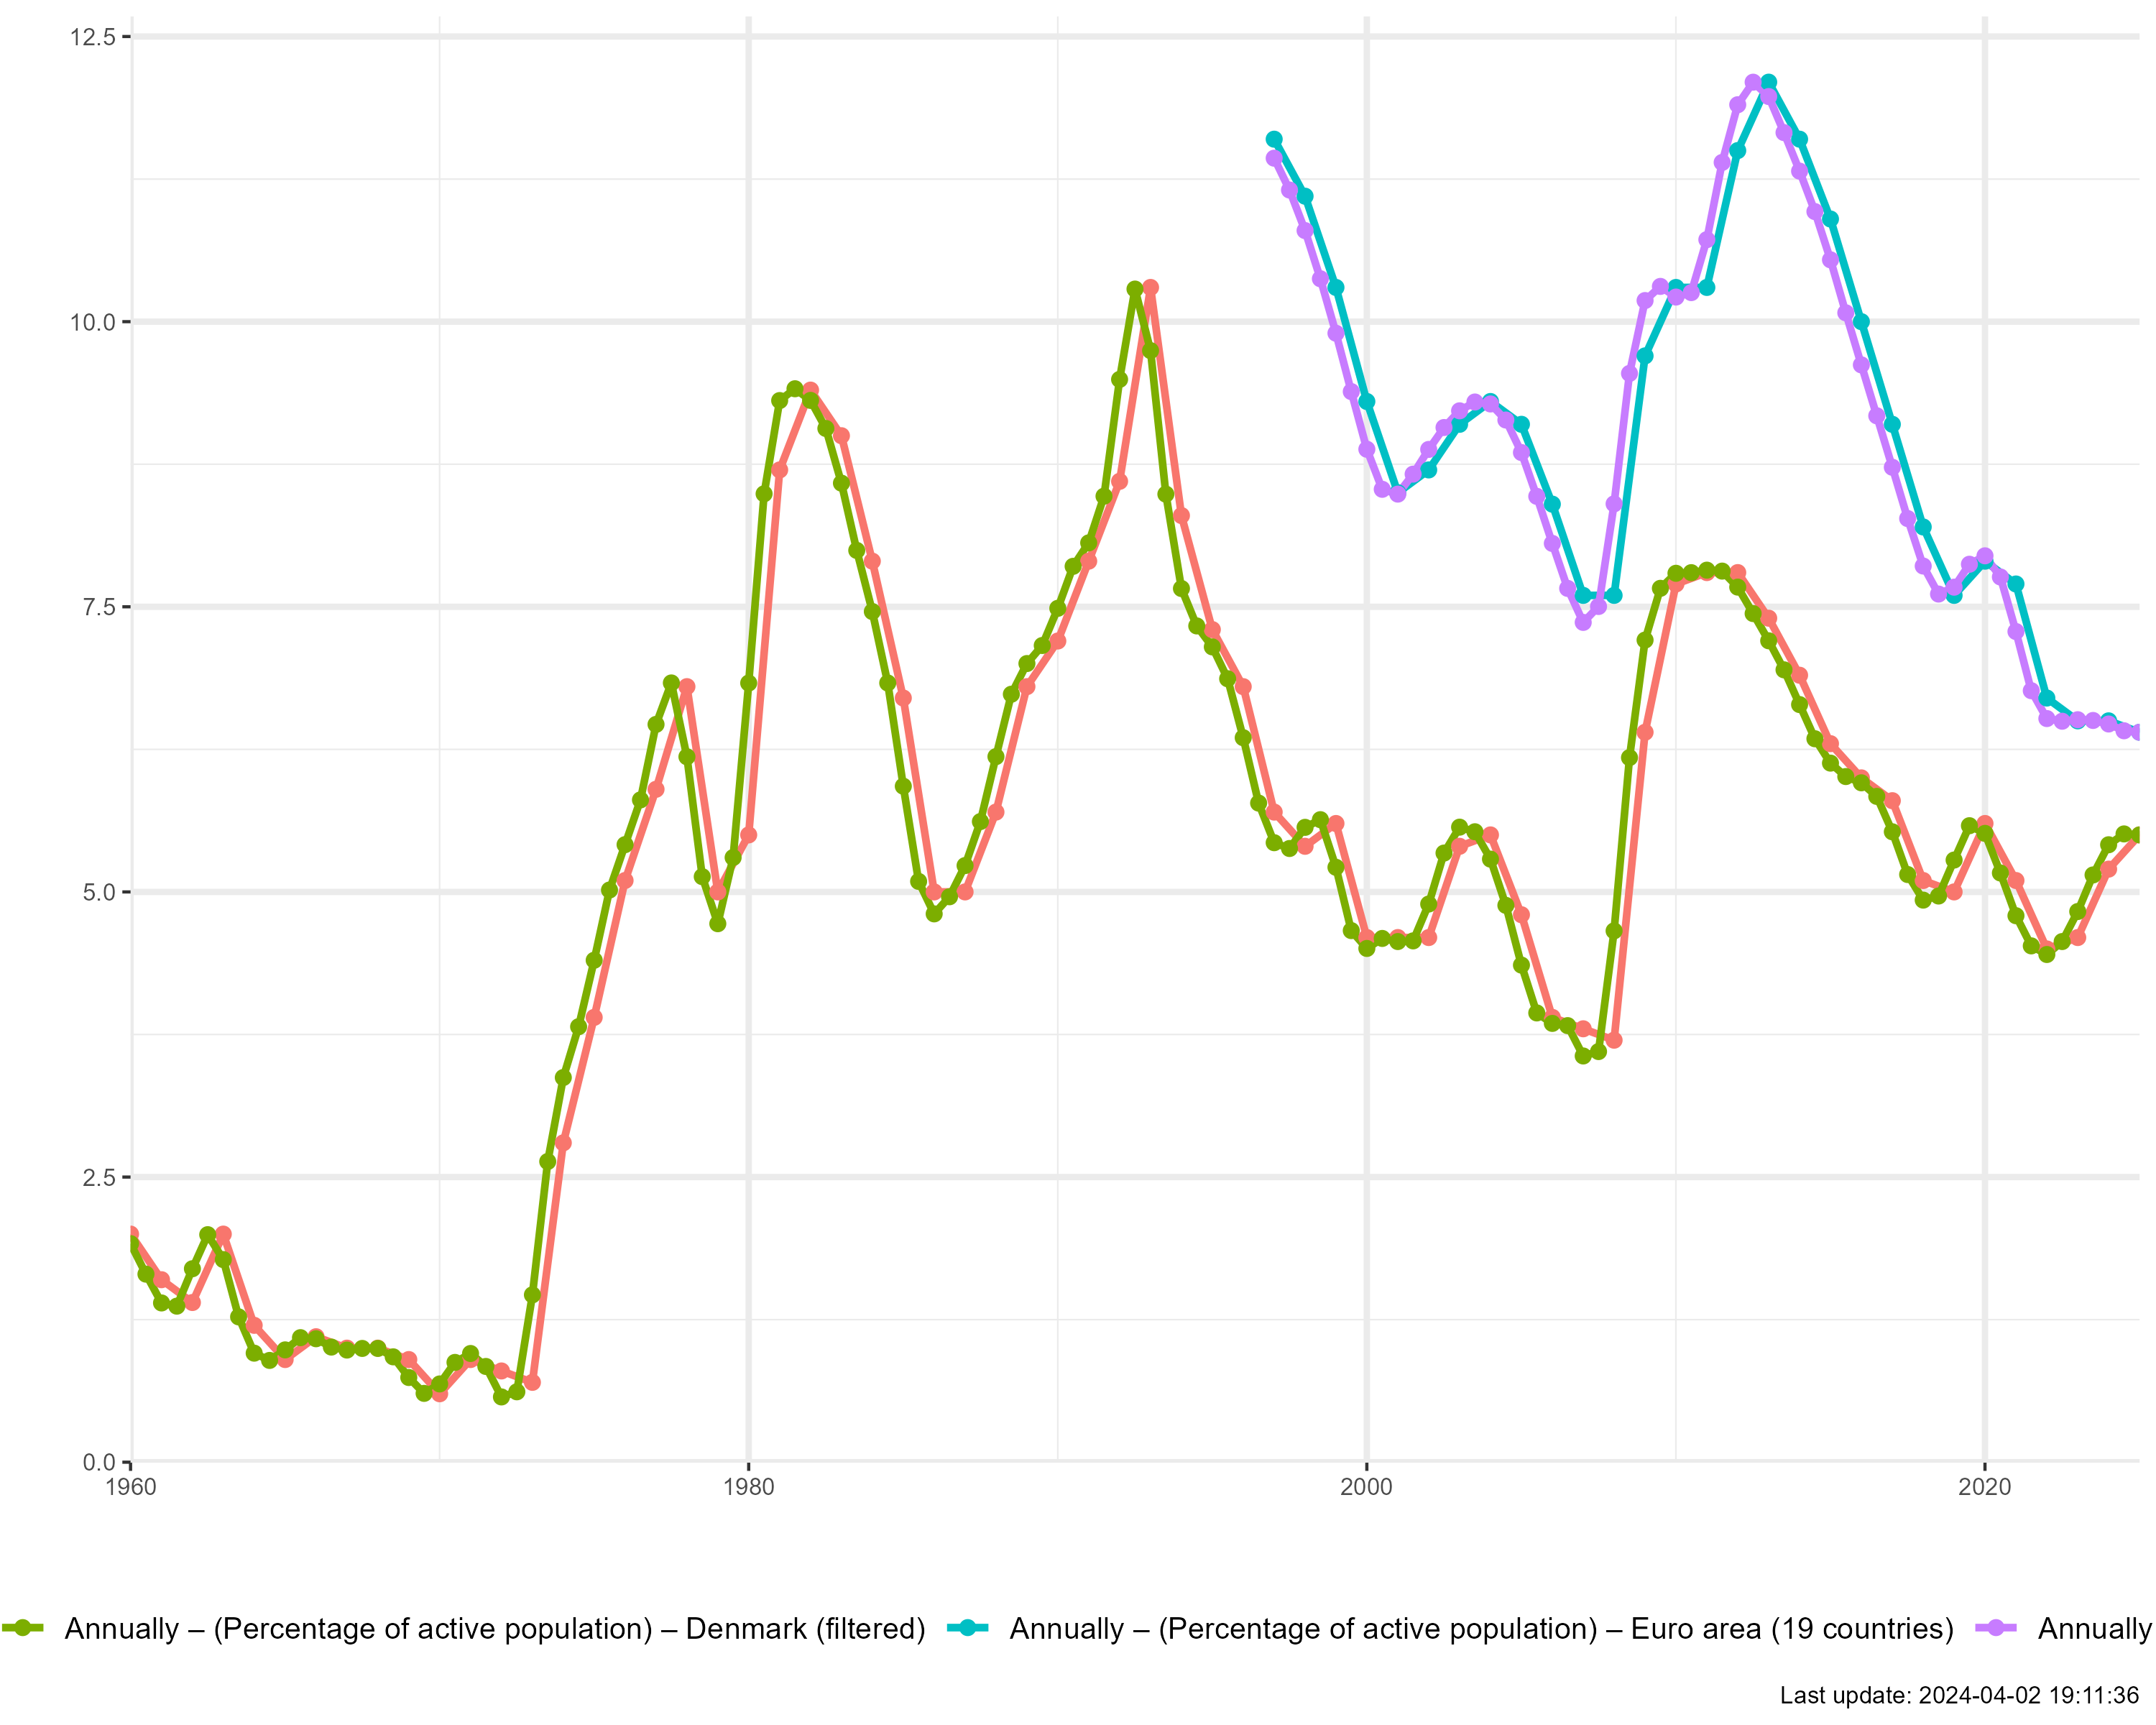 12.5
10.0
7.5
5.0
2.5
0.0
1960 1980 2000 2020
Annually – (Percentage of active population) – Denmark (filtered) Annually – (Percentage of active population) – Euro area (19 countries) Annually
Last update: 2024-04-02 19:11:36